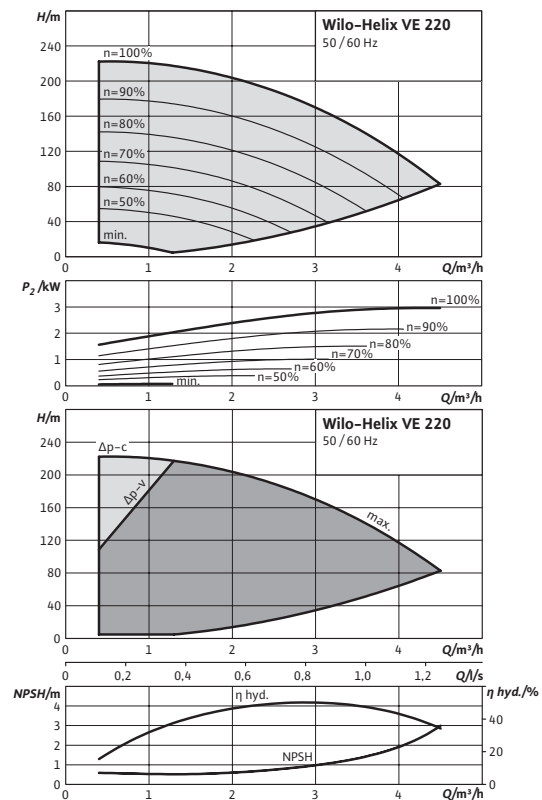 H/m
Wilo-Helix VE 220
50 / 60 Hz
240
200
160
120
80
40
0
n=100%
n=90%
n=80%
n=70%
n=60%
n=50%
min.
0 1 2 3 4 Q/m³/h
P₂ /kW
3
2
1
0
n=100%
n=90%
n=80%
n=70%
n=60%
n=50%
min.
0 1 2 3 4 Q/m³/h
H/m
Wilo-Helix VE 220
50 / 60 Hz
240
200
160
120
80
40
0
Δp-c
Δp-v
max.
0 1 2 3 4 Q/m³/h
0 0,2 0,4 0,6 0,8 1,0 1,2 Q/l/s
NPSH/m
η hyd./%
4
3
2
1
0
η hyd.
NPSH
40
20
0
0 1 2 3 4 Q/m³/h